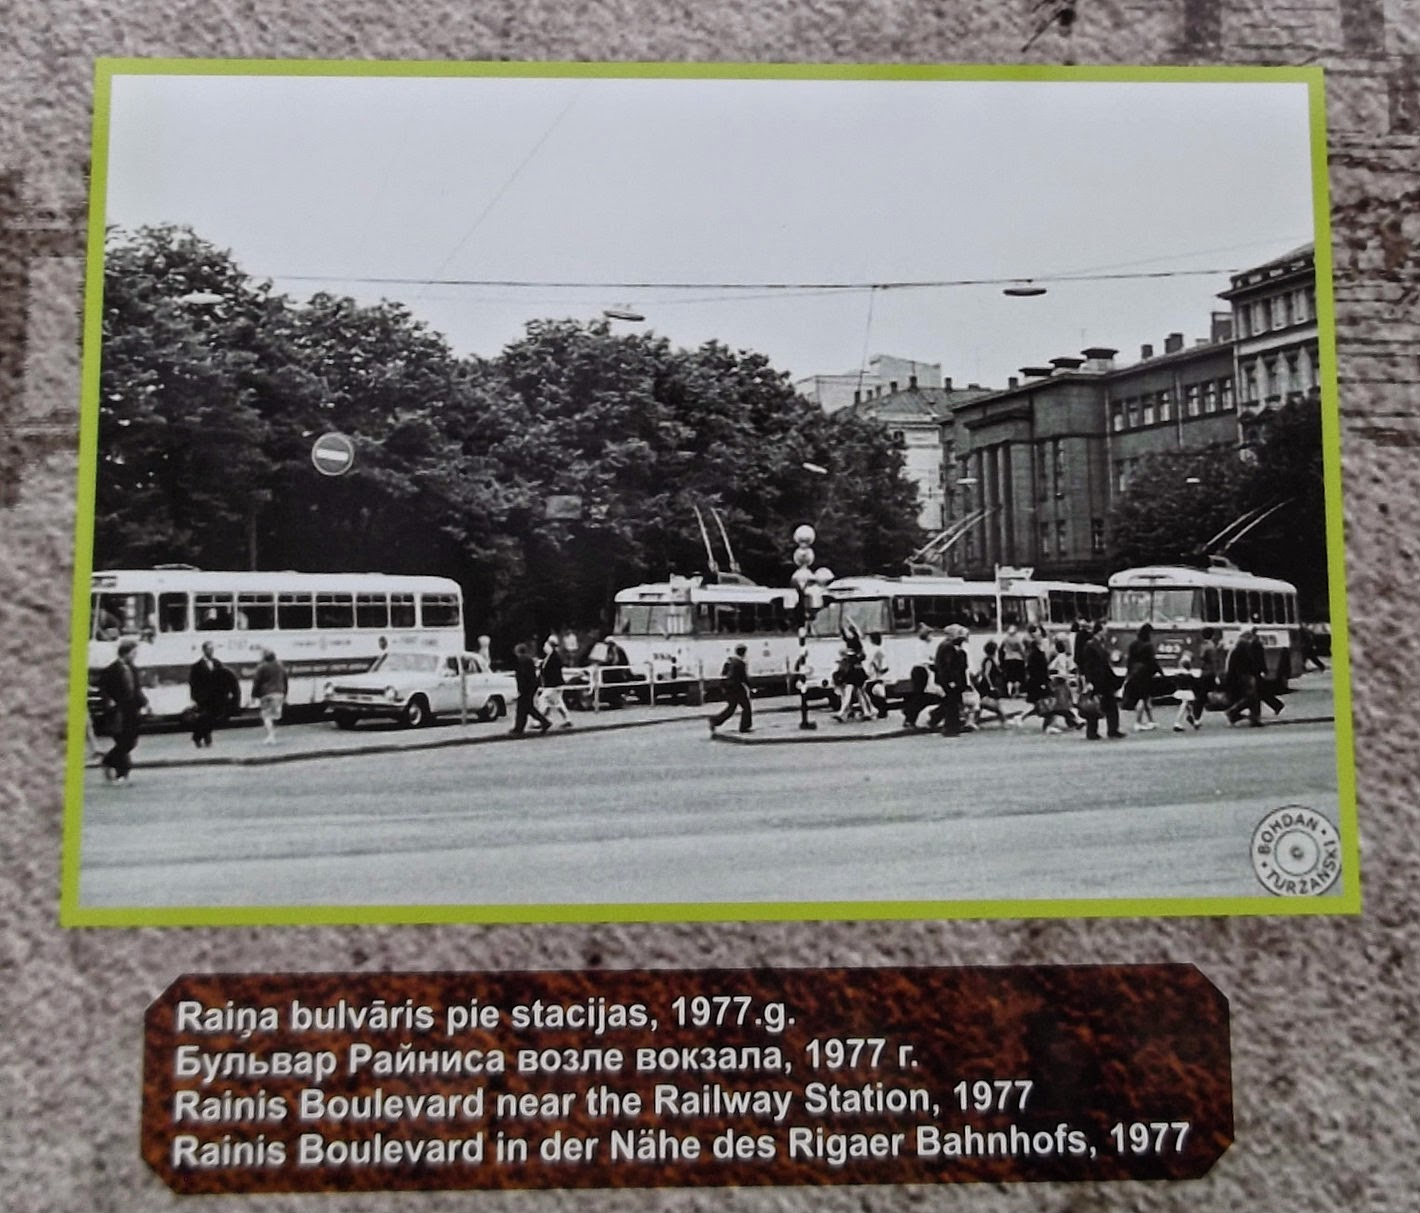 BOHDAN • TURŽANSKI •
Raiņa bulvāris pie stacijas, 1977.g.
Бульвар Райниса возле вокзала, 1977 г.
Rainis Boulevard near the Railway Station, 1977
Rainis Boulevard in der Nähe des Rigaer Bahnhofs, 1977